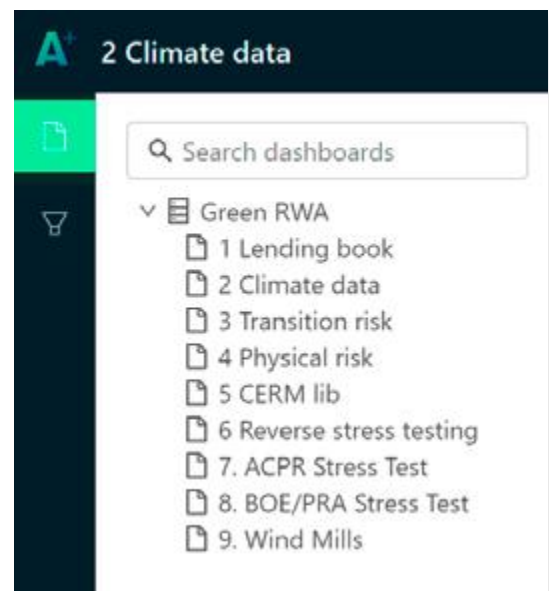 A+ 2 Climate data
Search dashboards
Green RWA
1 Lending book
2 Climate data
3 Transition risk
4 Physical risk
5 CERM lib
6 Reverse stress testing
7. ACPR Stress Test
8. BOE/PRA Stress Test
9. Wind Mills